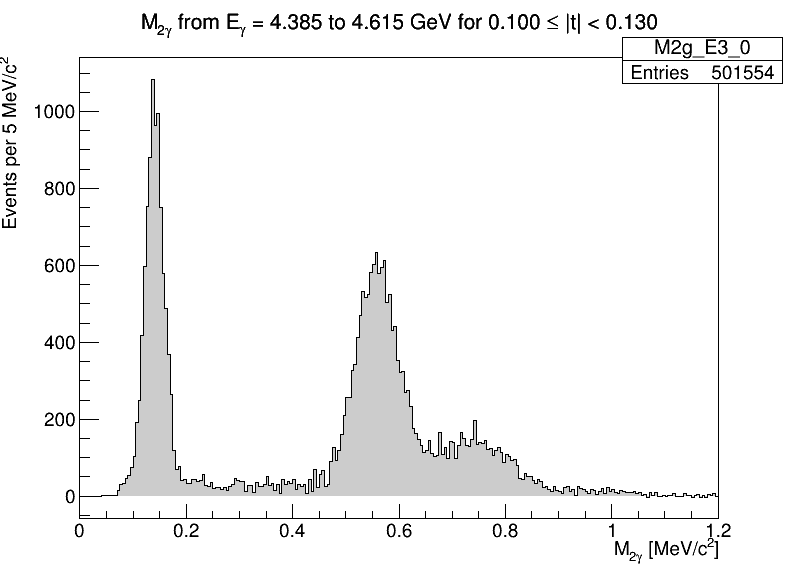 M2γ from Eγ = 4.385 to 4.615 GeV for 0.100 ≤ |t| < 0.130
M2g_E3_0
Entries 501554
Events per 5 MeV/c²
1000
800
600
400
200
0
0 0.2 0.4 0.6 0.8 1 1.2
M2γ [MeV/c²]